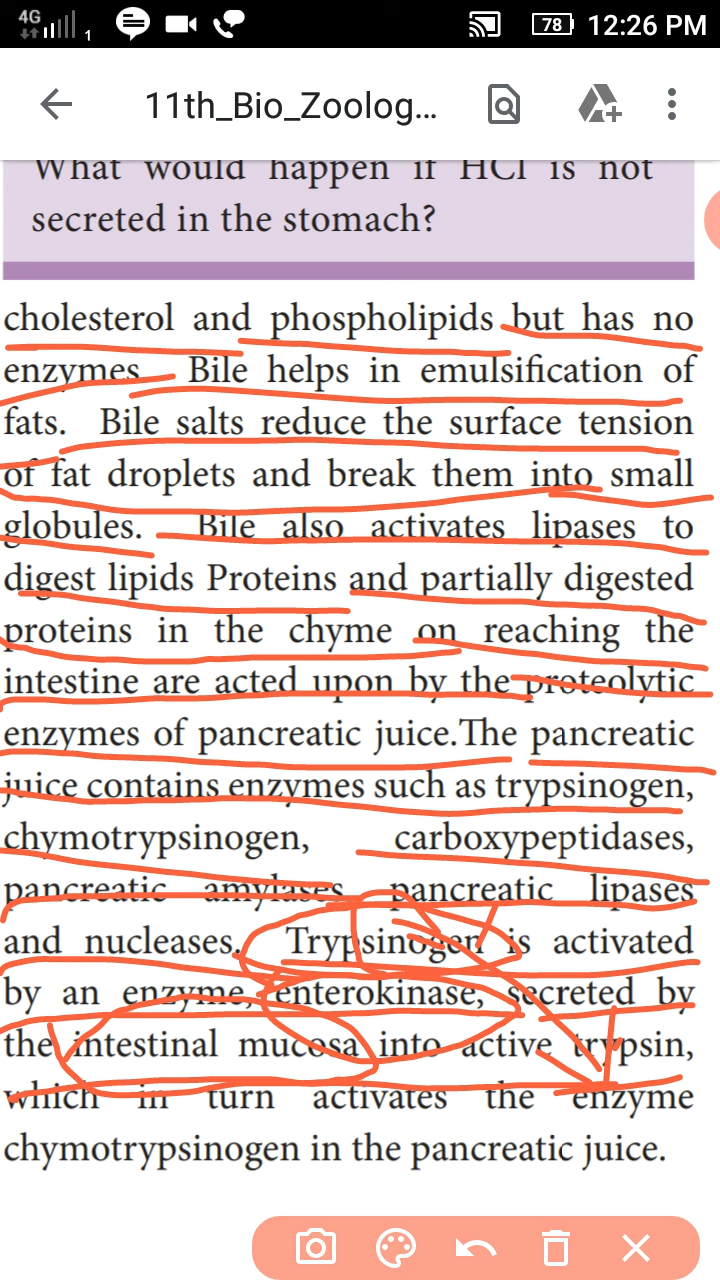 4G 1 78 12:26 PM
11th_Bio_Zoolog...
What would happen if HCl is not
secreted in the stomach?
cholesterol and phospholipids but has no
enzymes. Bile helps in emulsification of
fats. Bile salts reduce the surface tension
of fat droplets and break them into small
globules. Bile also activates lipases to
digest lipids Proteins and partially digested
proteins in the chyme on reaching the
intestine are acted upon by the proteolytic
enzymes of pancreatic juice.The pancreatic
juice contains enzymes such as trypsinogen,
chymotrypsinogen, carboxypeptidases,
pancreatic amylases, pancreatic lipases
and nucleases. Trypsinogen is activated
by an enzyme, enterokinase, secreted by
the intestinal mucosa into active trypsin,
which in turn activates the enzyme
chymotrypsinogen in the pancreatic juice.